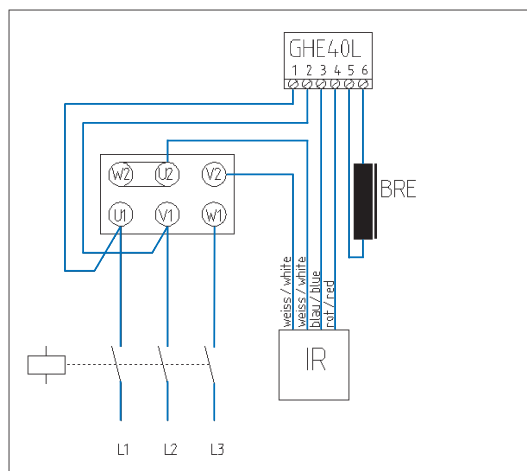 GHE40L
1 2 3 4 5 6
W2 U2 V2
BRE
U1 V1 W1
weiss / white
weiss / white
blau / blue
rot / red
IR
L1 L2 L3